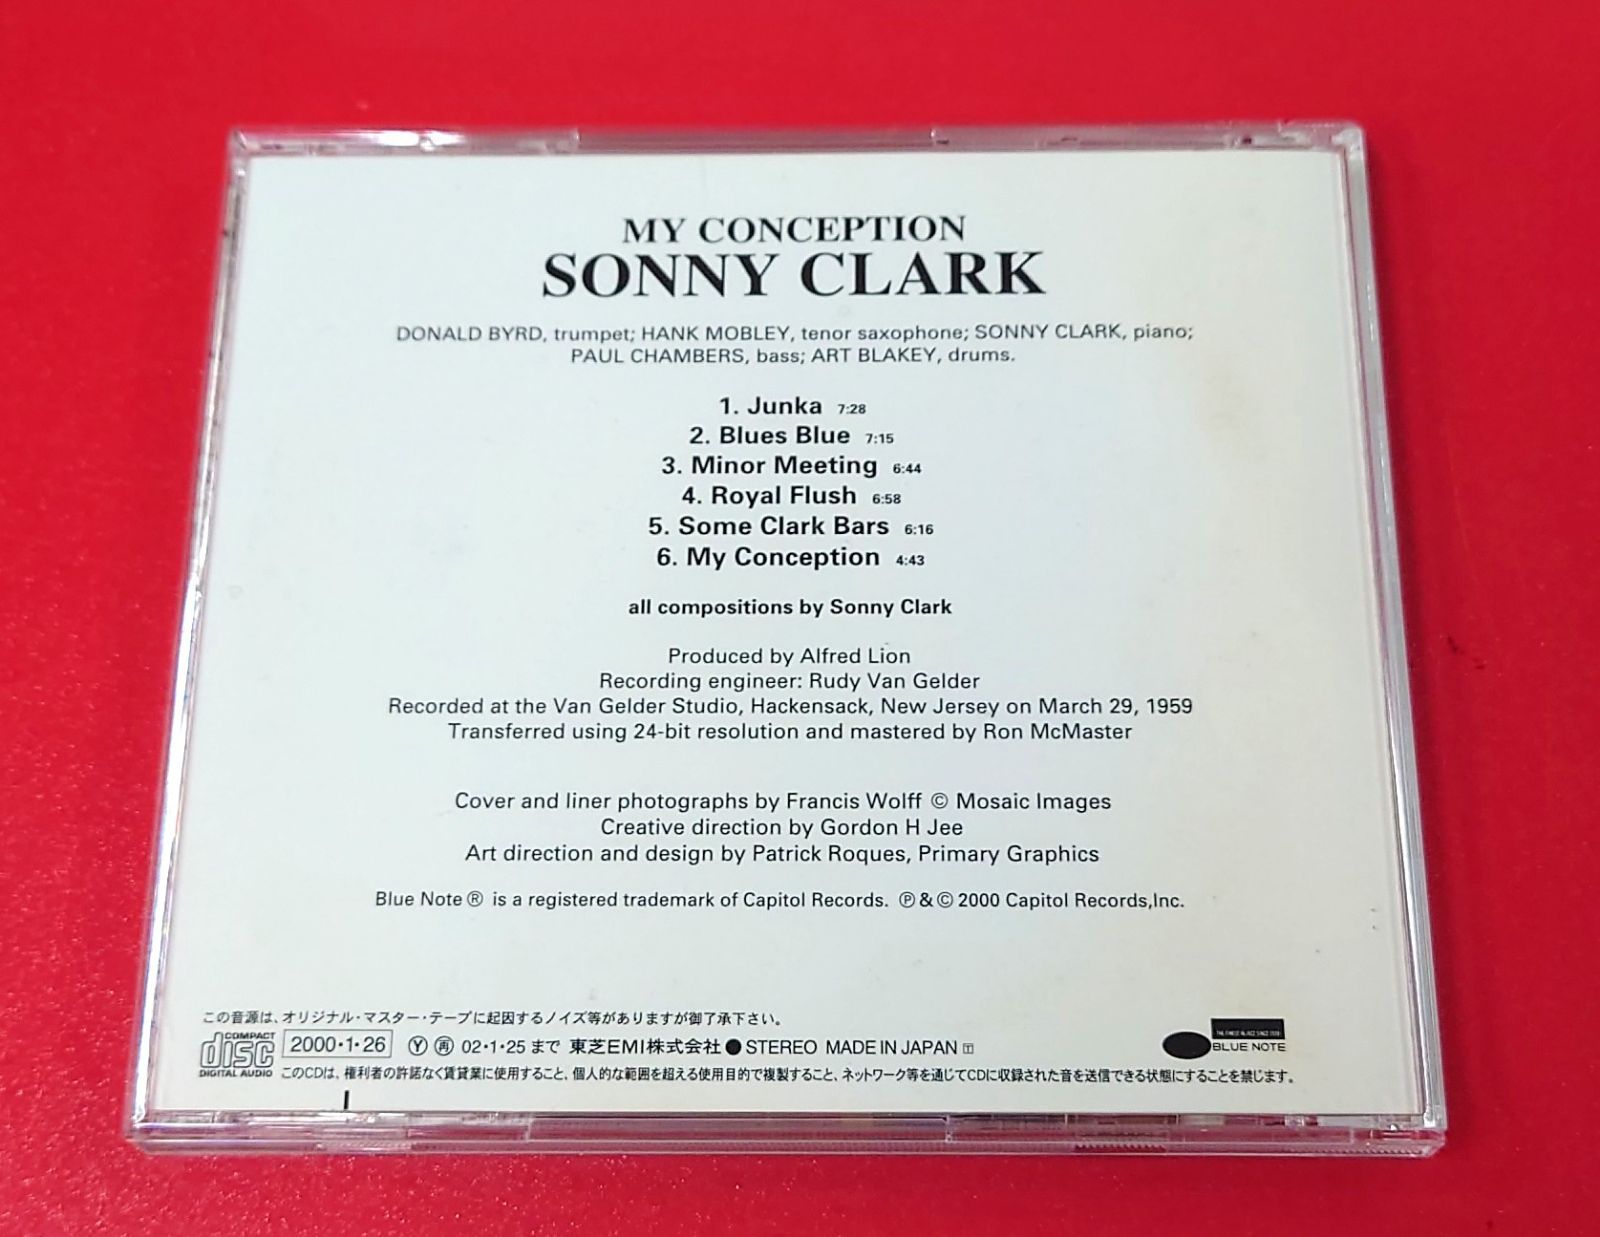 MY CONCEPTION
SONNY CLARK
DONALD BYRD, trumpet; HANK MOBLEY, tenor saxophone; SONNY CLARK, piano;
PAUL CHAMBERS, bass; ART BLAKEY, drums.
1. Junka 7:28
2. Blues Blue 7:15
3. Minor Meeting 6:44
4. Royal Flush 6:58
5. Some Clark Bars 6:16
6. My Conception 4:43
all compositions by Sonny Clark
Produced by Alfred Lion
Recording engineer: Rudy Van Gelder
Recorded at the Van Gelder Studio, Hackensack, New Jersey on March 29, 1959
Transferred using 24-bit resolution and mastered by Ron McMaster
Cover and liner photographs by Francis Wolff © Mosaic Images
Creative direction by Gordon H Jee
Art direction and design by Patrick Roques, Primary Graphics
Blue Note ® is a registered trademark of Capitol Records. ℗ & © 2000 Capitol Records,Inc.
この音源は、オリジナル・マスター・テープに起因するノイズ等がありますが御了承下さい。
COMPACT disc DIGITAL AUDIO
2000・1・26 Ⓨ 再 02・1・25 まで 東芝EMI株式会社●STEREO MADE IN JAPAN T
BLUE NOTE
このCDは、権利者の許諾なく賃貸業に使用すること、個人的な範囲を超える使用目的で複製すること、ネットワーク等を通じてCDに収録された音を送信できる状態にすることを禁じます。